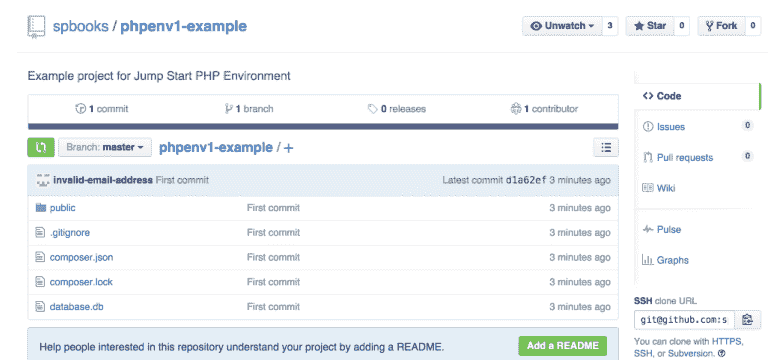 spbooks / phpenv1-example
Unwatch 3 Star 0 Fork 0
Example project for Jump Start PHP Environment
1 commit 1 branch 0 releases 1 contributor
Branch: master phpenv1-example / +
invalid-email-address First commit Latest commit d1a62ef 3 minutes ago
public First commit 3 minutes ago
.gitignore First commit 3 minutes ago
composer.json First commit 3 minutes ago
composer.lock First commit 3 minutes ago
database.db First commit 3 minutes ago
Help people interested in this repository understand your project by adding a README. Add a README
Code
Issues 0
Pull requests 0
Wiki
Pulse
Graphs
SSH clone URL
git@github.com:s
You can clone with HTTPS,
SSH, or Subversion.